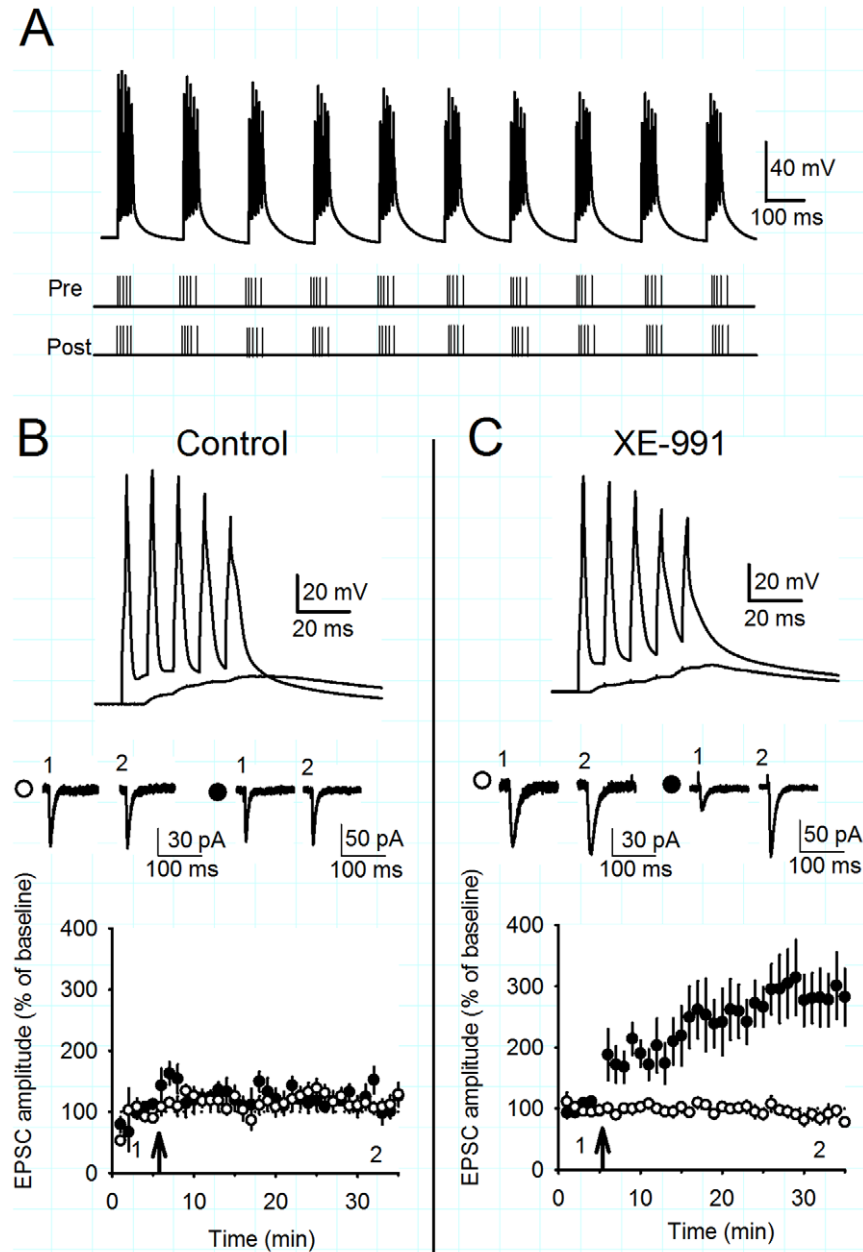 A
40 mV
100 ms
Pre
Post
B
Control
20 mV
20 ms
1 2 1 2
30 pA
100 ms
50 pA
100 ms
EPSC amplitude (% of baseline)
400
300
200
100
0
1 2
0 10 20 30
Time (min)
C
XE-991
20 mV
20 ms
1 2 1 2
30 pA
100 ms
50 pA
100 ms
EPSC amplitude (% of baseline)
400
300
200
100
0
1 2
0 10 20 30
Time (min)